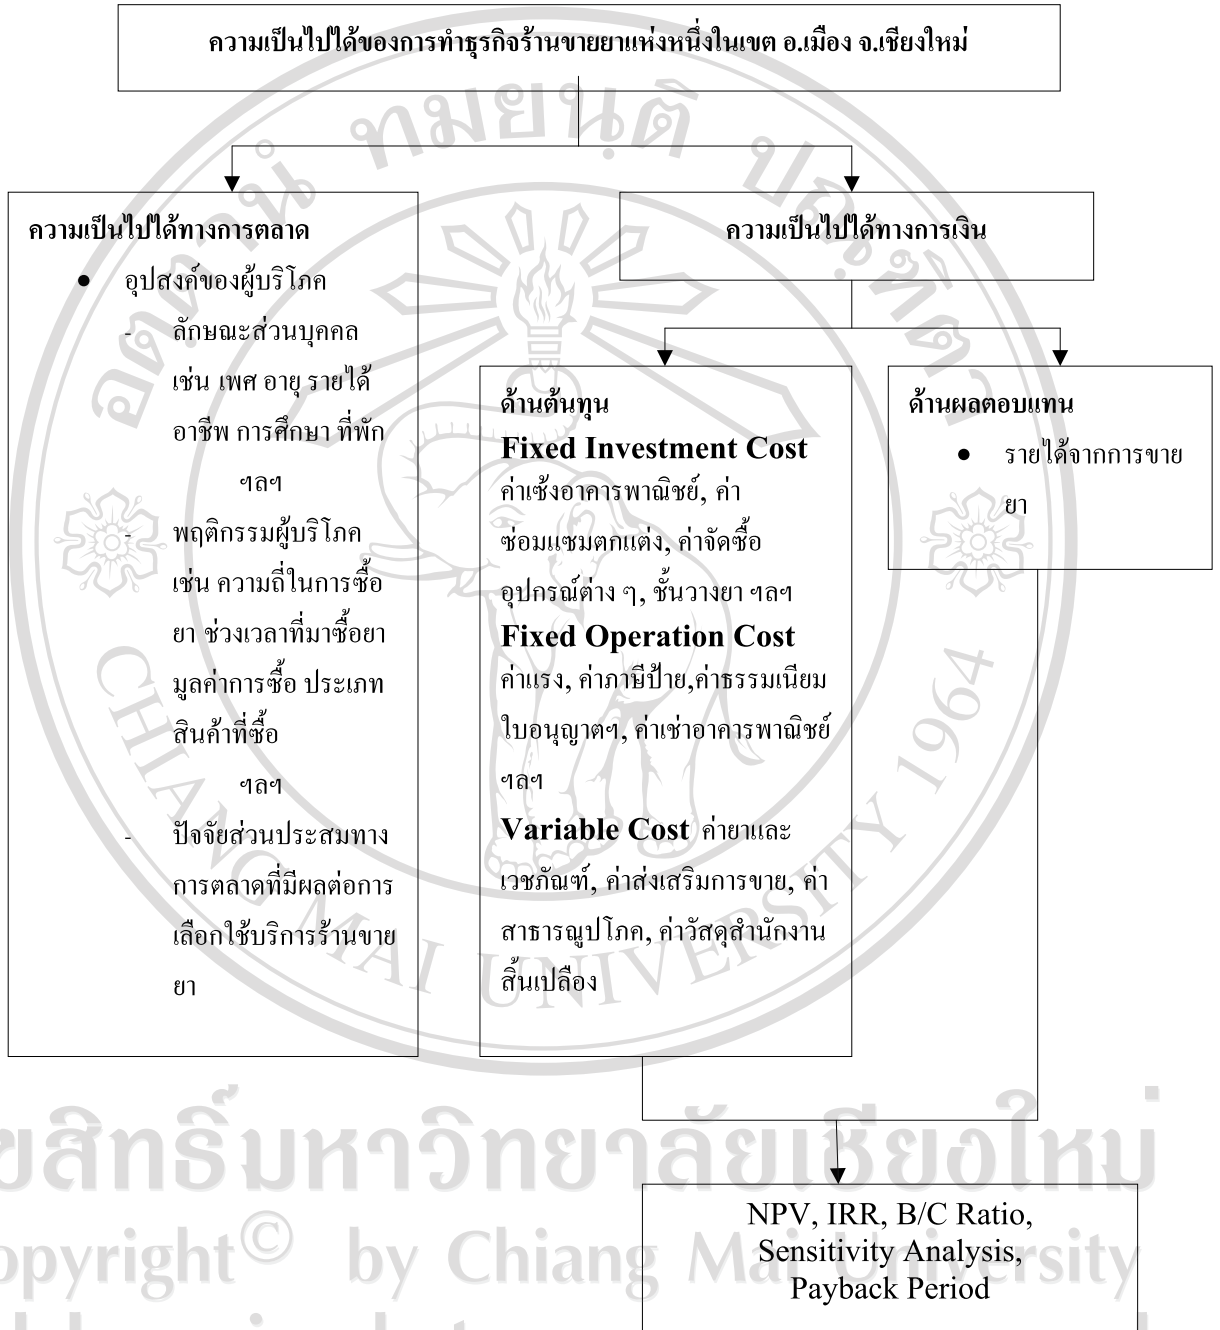 ความเป็นไปได้ของการทำธุรกิจร้านขายยาแห่งหนึ่งในเขต อ.เมือง จ.เชียงใหม่
ความเป็นไปได้ทางการตลาด
● อุปสงค์ของผู้บริโภค
- ลักษณะส่วนบุคคล
เช่น เพศ อายุ รายได้
อาชีพ การศึกษา ที่พัก
ฯลฯ
- พฤติกรรมผู้บริโภค
เช่น ความถี่ในการซื้อ
ยา ช่วงเวลาที่มาซื้อยา
มูลค่าการซื้อ ประเภท
สินค้าที่ซื้อ
ฯลฯ
- ปัจจัยส่วนประสมทาง
การตลาดที่มีผลต่อการ
เลือกใช้บริการร้านขาย
ยา
ความเป็นไปได้ทางการเงิน
ด้านต้นทุน
Fixed Investment Cost
ค่าเซ้งอาคารพาณิชย์, ค่า
ซ่อมแซมตกแต่ง, ค่าจัดซื้อ
อุปกรณ์ต่าง ๆ, ชั้นวางยา ฯลฯ
Fixed Operation Cost
ค่าแรง, ค่าภาษีป้าย,ค่าธรรมเนียม
ใบอนุญาตฯ, ค่าเช่าอาคารพาณิชย์
ฯลฯ
Variable Cost ค่ายาและ
เวชภัณฑ์, ค่าส่งเสริมการขาย, ค่า
สาธารณูปโภค, ค่าวัสดุสำนักงาน
สิ้นเปลือง
ด้านผลตอบแทน
● รายได้จากการขาย
ยา
NPV, IRR, B/C Ratio,
Sensitivity Analysis,
Payback Period
CHIANG MAI UNIVERSITY 1964
ขสิทธิ์มหาวิทยาลัยเชียงใหม่
opyright© by Chiang Mai University